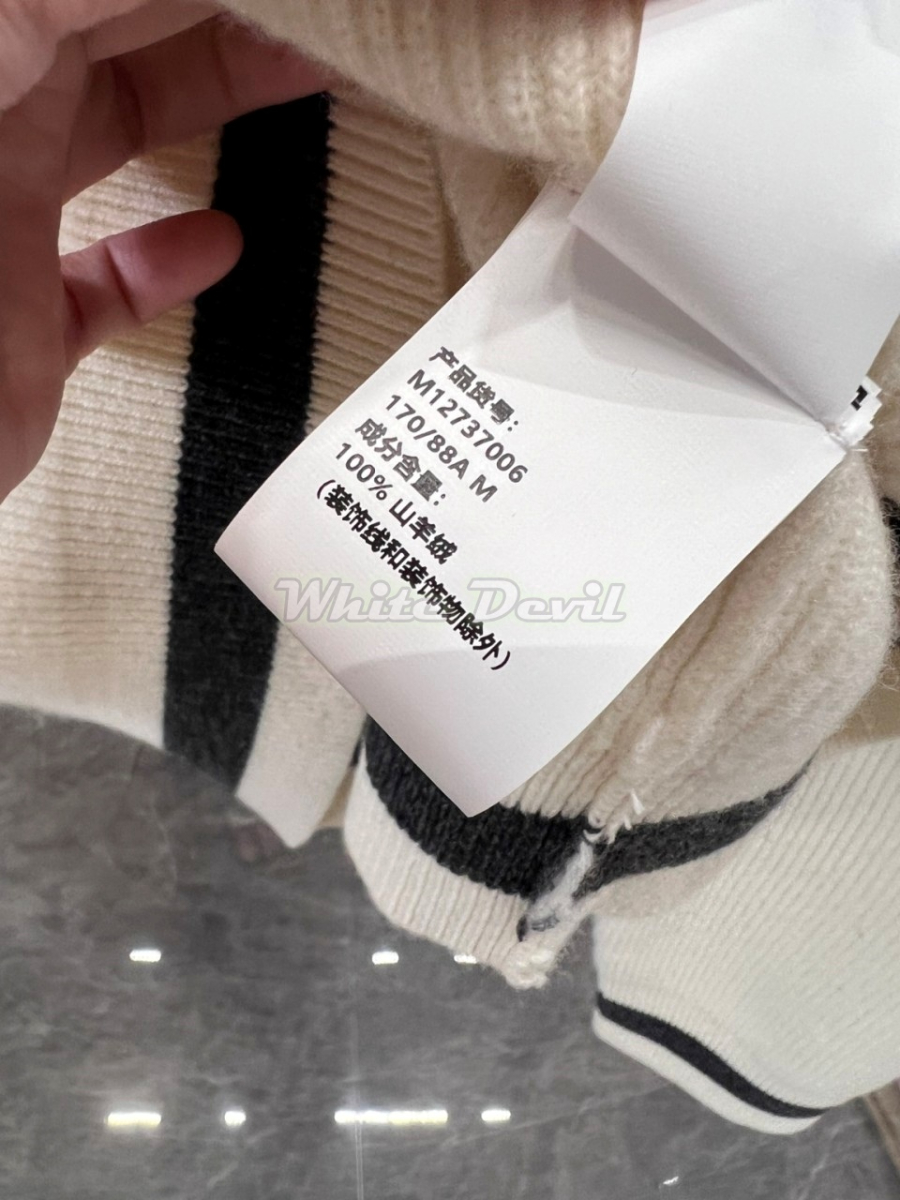 产品货号：
M12737006
170/88A M
成分含量：
100% 山羊绒
（装饰线和装饰物除外）
White Devil